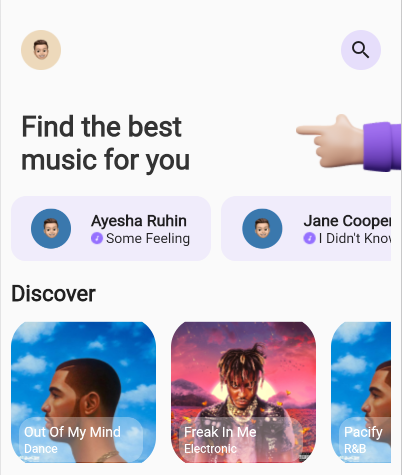 Find the best
music for you
Ayesha Ruhin
Some Feeling
Jane Cooper
I Didn't Know
Discover
Out Of My Mind
Dance
Freak In Me
Electronic
Pacify
R&B